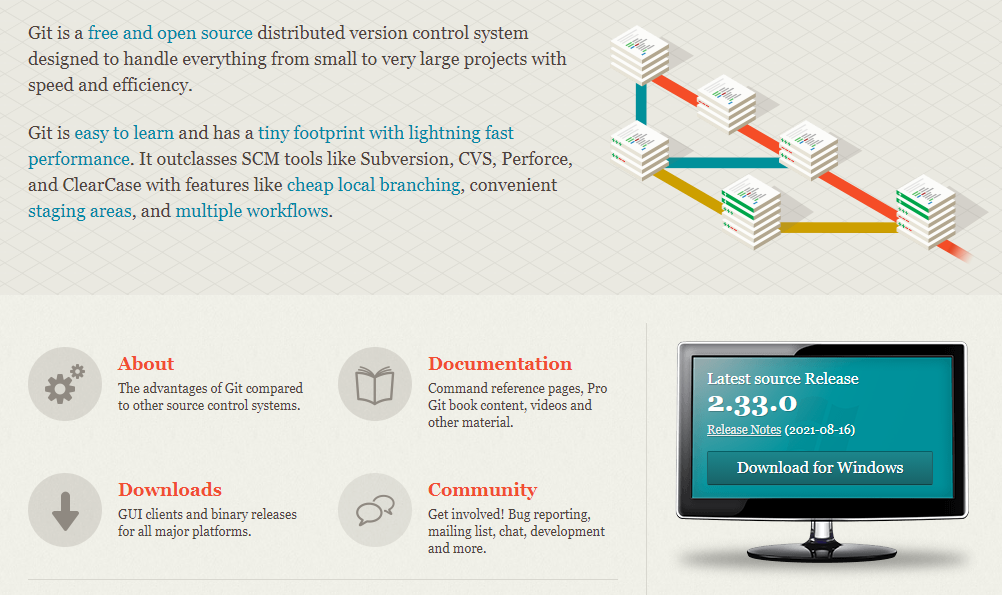 Git is a free and open source distributed version control system
designed to handle everything from small to very large projects with
speed and efficiency.
Git is easy to learn and has a tiny footprint with lightning fast
performance. It outclasses SCM tools like Subversion, CVS, Perforce,
and ClearCase with features like cheap local branching, convenient
staging areas, and multiple workflows.
About
The advantages of Git compared
to other source control systems.
Documentation
Command reference pages, Pro
Git book content, videos and
other material.
Downloads
GUI clients and binary releases
for all major platforms.
Community
Get involved! Bug reporting,
mailing list, chat, development
and more.
Latest source Release
2.33.0
Release Notes (2021-08-16)
Download for Windows